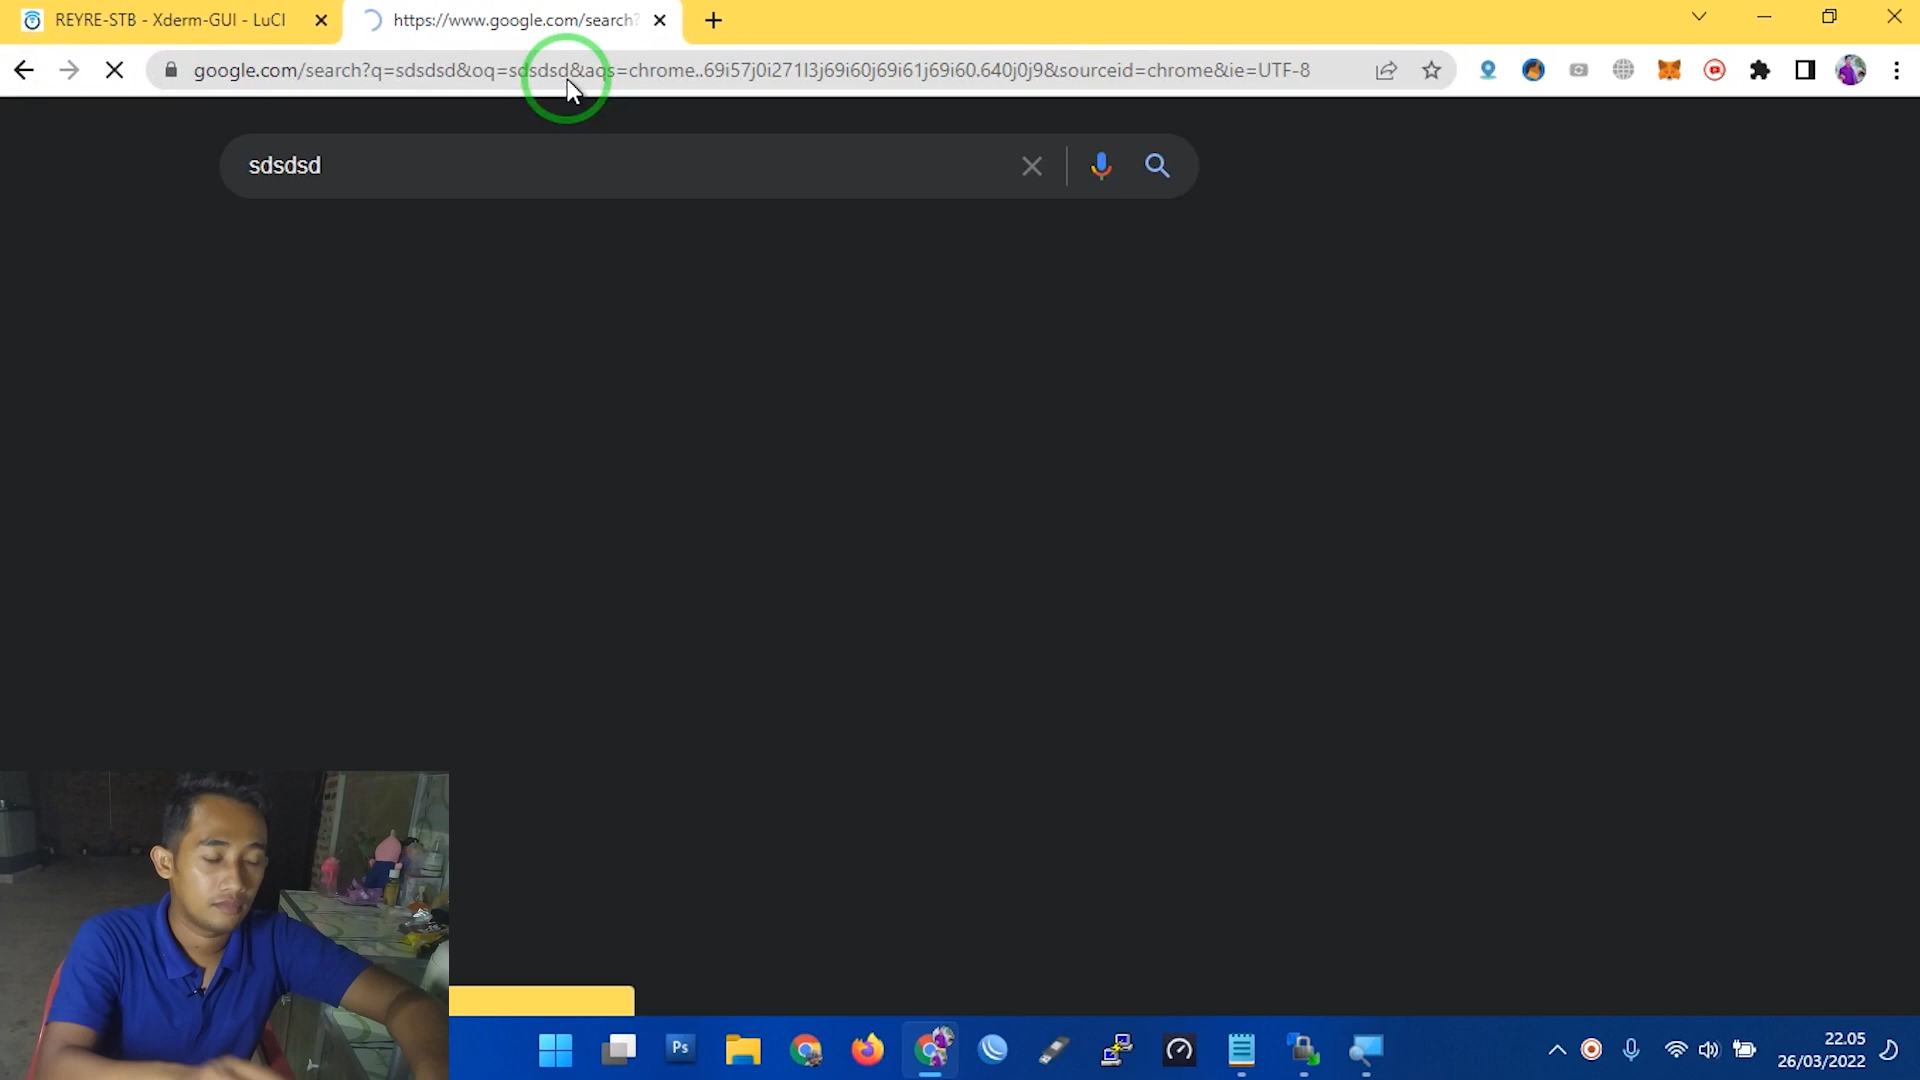 REYRE-STB - Xderm-GUI - LuCI
https://www.google.com/search?
google.com/search?q=sdsdsd&oq=sdsdsd&aqs=chrome..69i57j0i271l3j69i60j69i61j69i60.640j0j9&sourceid=chrome&ie=UTF-8
sdsdsd
Ps
22.05
26/03/2022